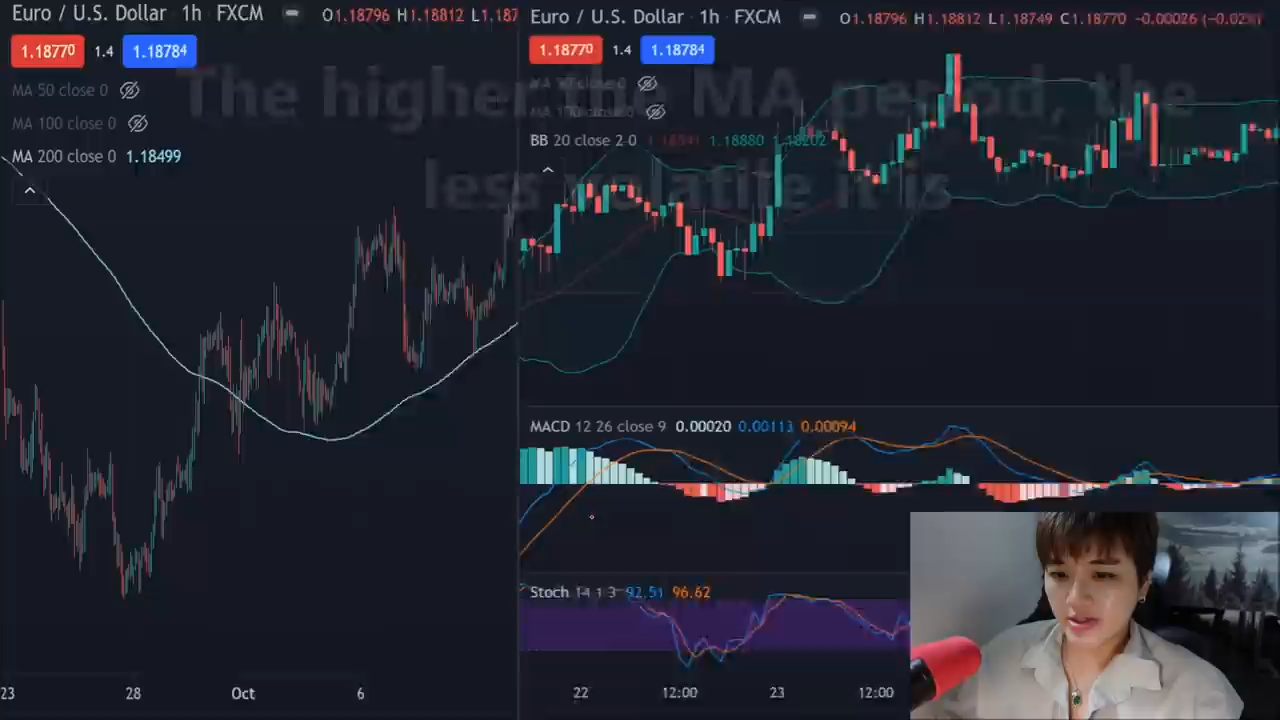 Euro / U.S. Dollar 1h FXCM
O1.18796 H1.18812 L1.187
1.18770 1.4 1.18784
MA 50 close 0
MA 100 close 0
MA 200 close 0 1.18499
23 28 Oct 6
The higher MA period, the
less volatile it is
Euro / U.S. Dollar 1h FXCM
O1.18796 H1.18812 L1.18749 C1.18770 -0.00026
1.18770 1.4 1.18784
BB 20 close 2 0 1.18880 1.18202
MACD 12 26 close 9 0.00020 0.00113 0.00094
Stoch 14 1 3 92.51 96.62
22 12:00 23 12:00